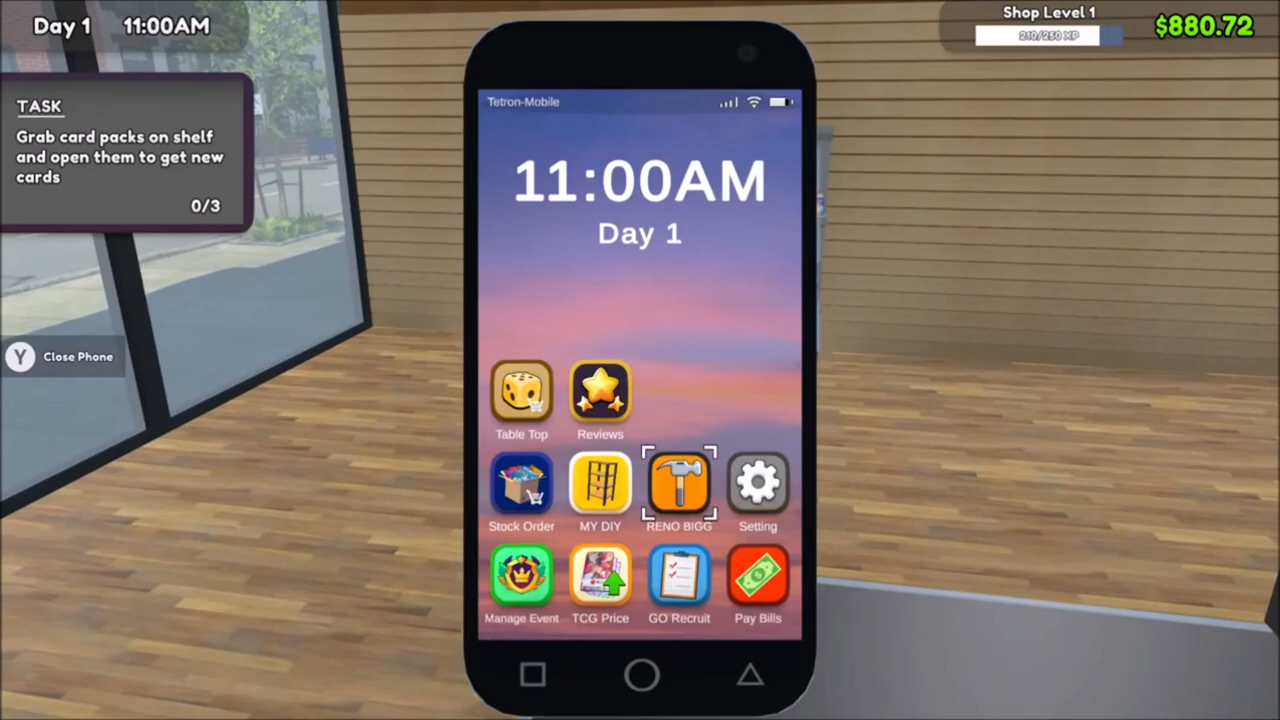 Day 1 11:00AM
Shop Level 1
210/250 XP
$880.72
TASK
Grab card packs on shelf
and open them to get new
cards
0/3
Y Close Phone
Tetron-Mobile
11:00AM
Day 1
Table Top Reviews
Stock Order MY DIY RENO BIGG Setting
Manage Event TCG Price GO Recruit Pay Bills